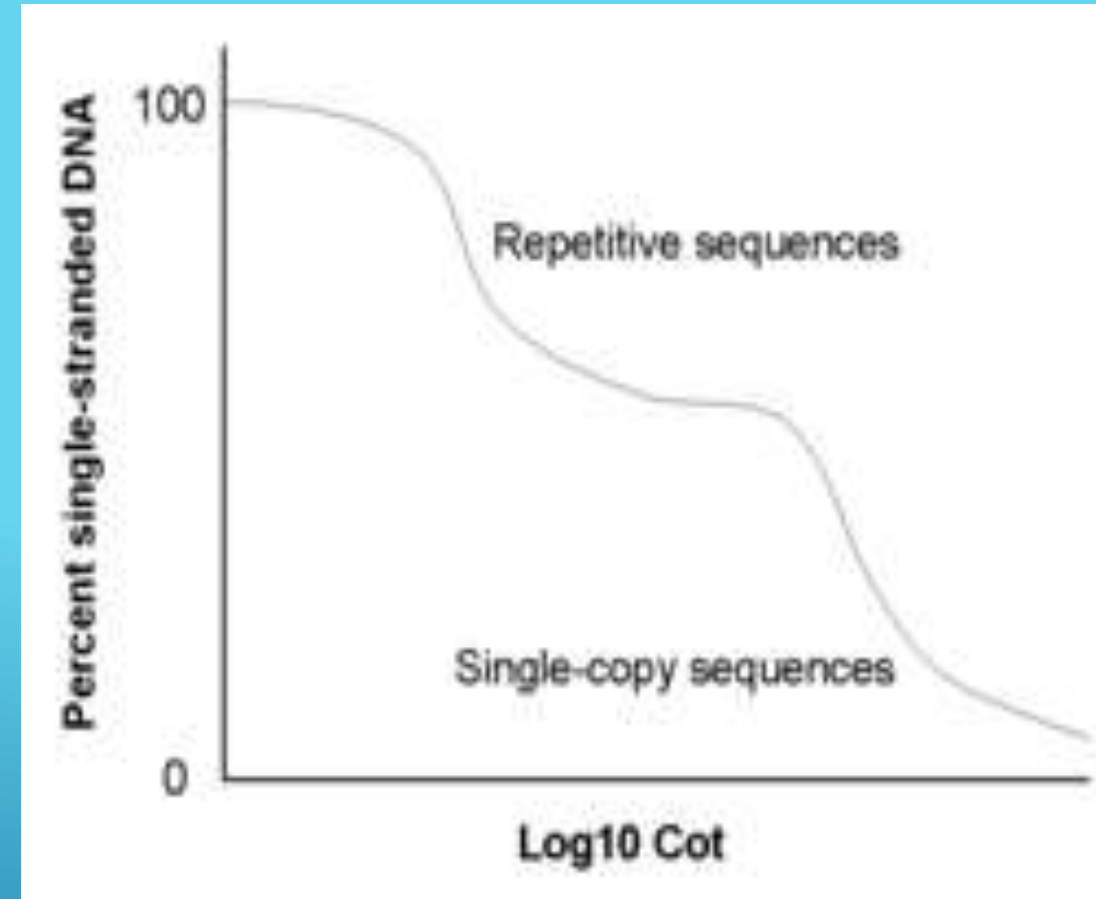 Percent single-stranded DNA
100
Repetitive sequences
Single-copy sequences
0
Log10 Cot